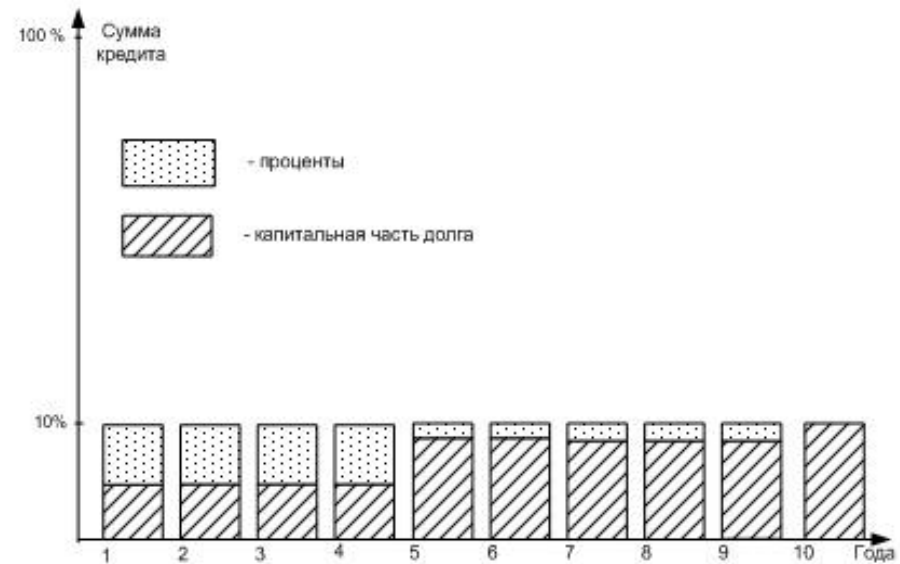 100 %
Сумма
кредита
- проценты
- капитальная часть долга
10%
1 2 3 4 5 6 7 8 9 10 Года